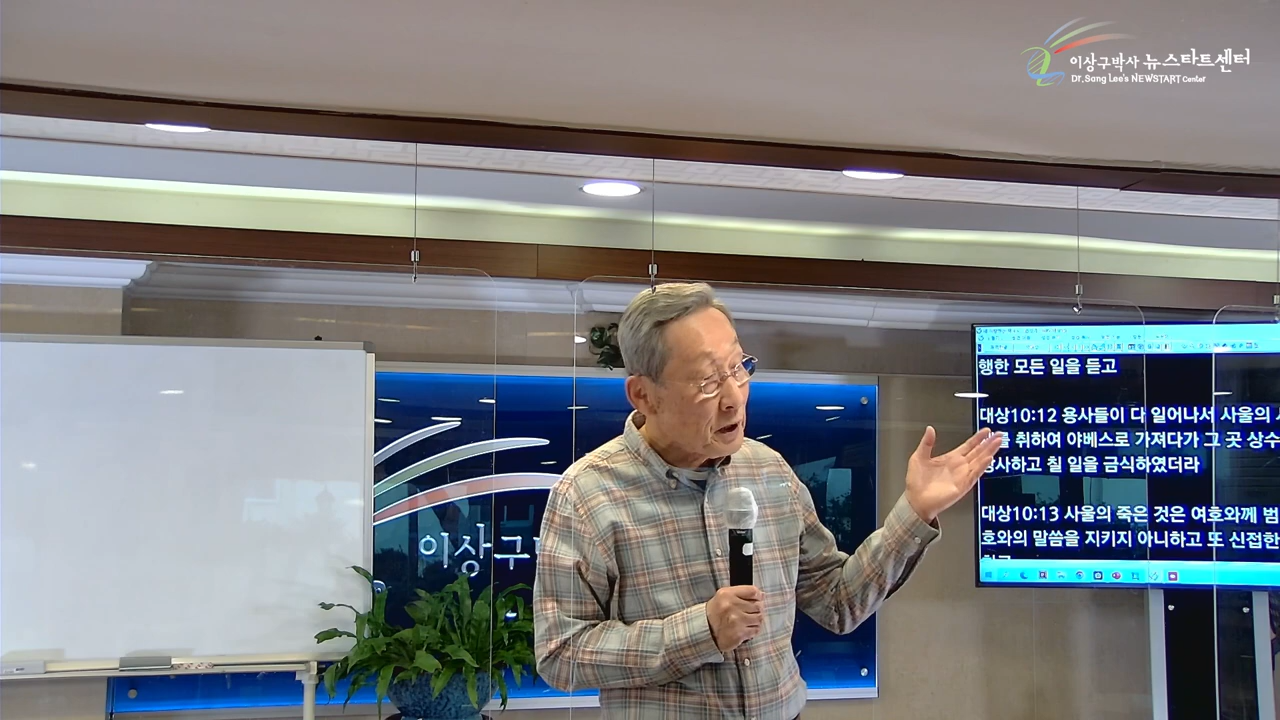 이상구박사 뉴스타트센터
Dr. Sang Lee's NEWSTART Center
행한 모든 일을 듣고
대상10:12 용사들이 다 일어나서 사울의
를 취하여 야베스로 가져다가 그 곳 상수
장사하고 칠 일을 금식하였더라
이상구
대상10:13 사울의 죽은 것은 여호와께 범
호와의 말씀을 지키지 아니하고 또 신접한